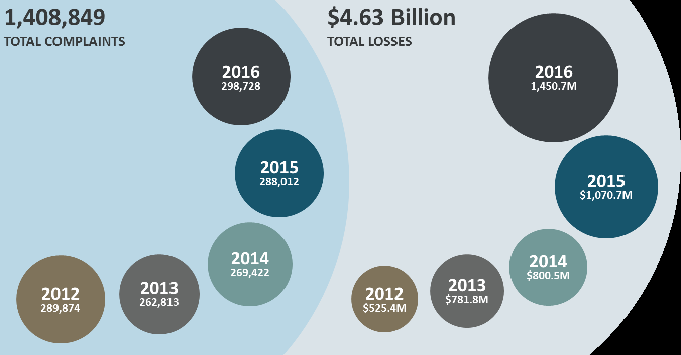 1,408,849
TOTAL COMPLAINTS
2016
298,728
2015
288,012
2014
269,422
2013
262,813
2012
289,874
$4.63 Billion
TOTAL LOSSES
2016
1,450.7M
2015
$1,070.7M
2014
$800.5M
2013
$781.8M
2012
$525.4M